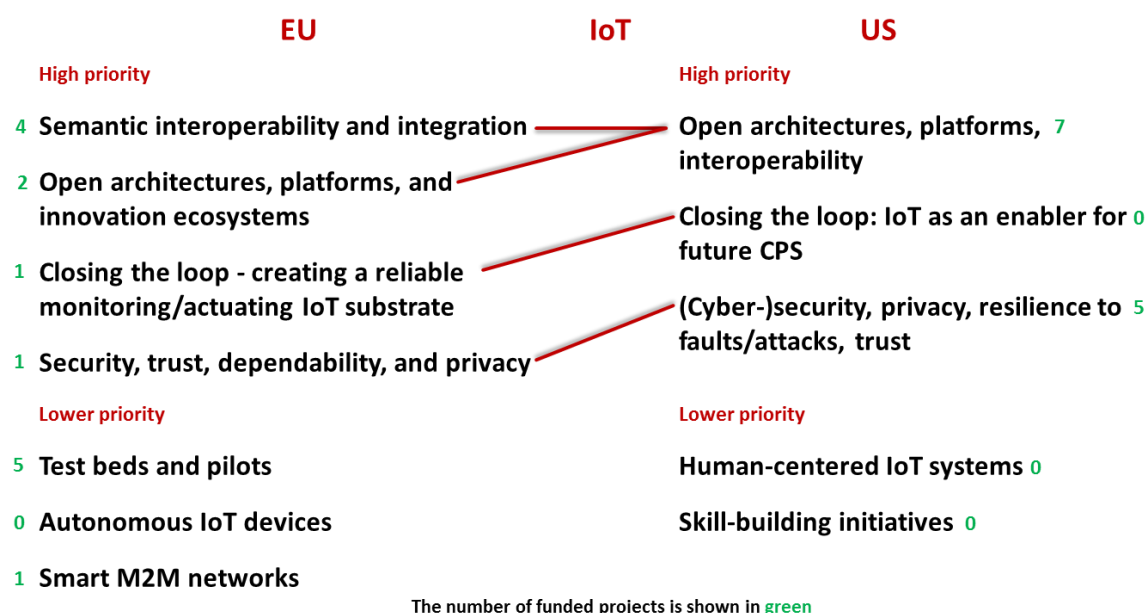 EU IoT US
High priority
4 Semantic interoperability and integration
2 Open architectures, platforms, and
innovation ecosystems
1 Closing the loop - creating a reliable
monitoring/actuating IoT substrate
1 Security, trust, dependability, and privacy
Lower priority
5 Test beds and pilots
0 Autonomous IoT devices
1 Smart M2M networks
High priority
Open architectures, platforms, 7
interoperability
Closing the loop: IoT as an enabler for 0
future CPS
(Cyber-)security, privacy, resilience to 5
faults/attacks, trust
Lower priority
Human-centered IoT systems 0
Skill-building initiatives 0
The number of funded projects is shown in green